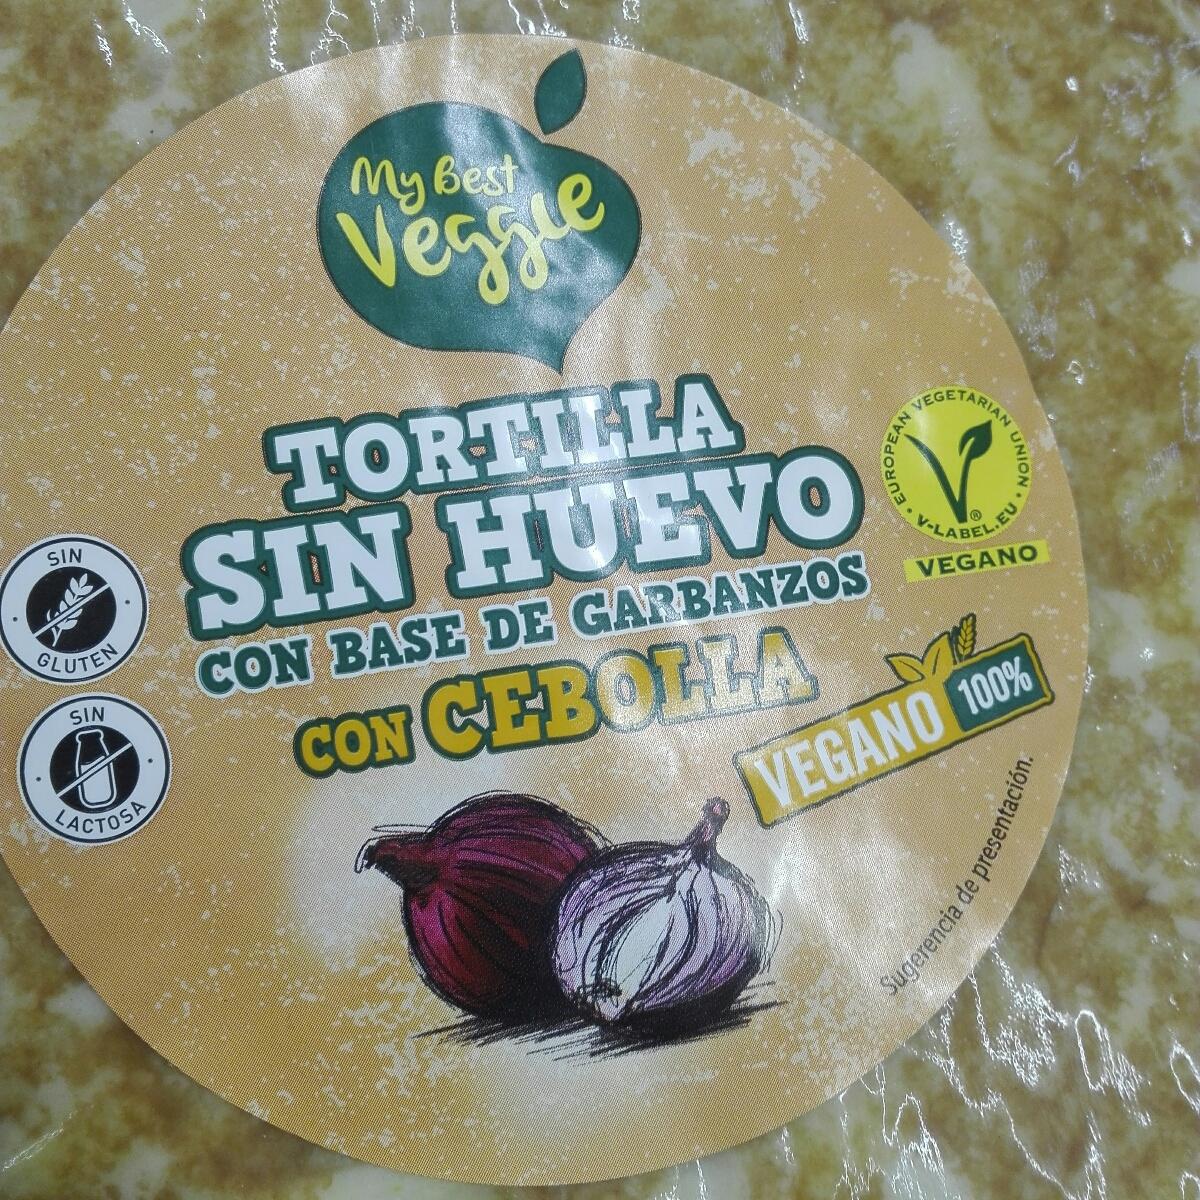 My Best
Veggie
TORTILLA
SIN HUEVO
CON BASE DE GARBANZOS
CON CEBOLLA
EUROPEAN VEGETARIAN UNION
V-LABEL.EU
®
VEGANO
SIN
GLUTEN
SIN
LACTOSA
VEGANO 100%
Sugerencia de presentación.